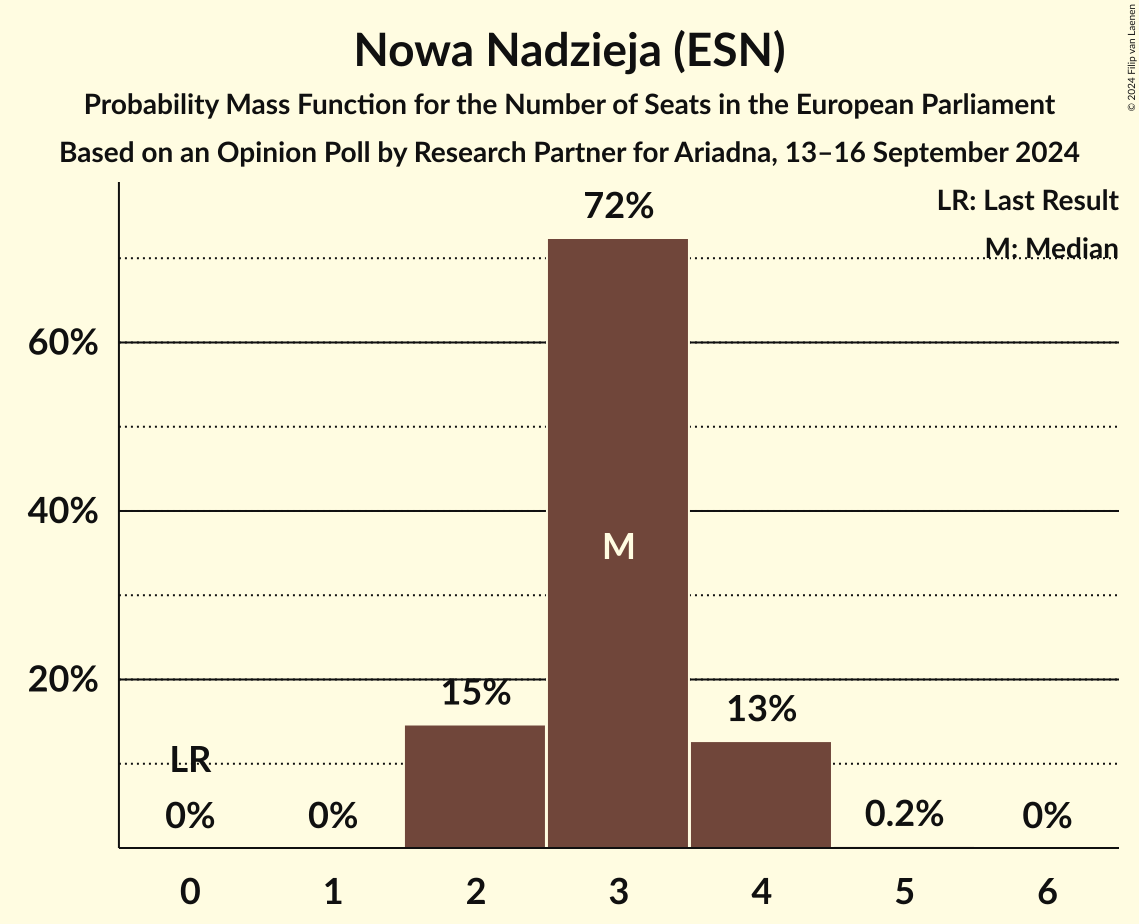 Nowa Nadzieja (ESN)
Probability Mass Function for the Number of Seats in the European Parliament
Based on an Opinion Poll by Research Partner for Ariadna, 13–16 September 2024
© 2024 Filip van Laenen
LR: Last Result
M: Median
72%
60%
40%
20%
M
15%
13%
LR
0%
0%
0.2%
0%
0
1
2
3
4
5
6